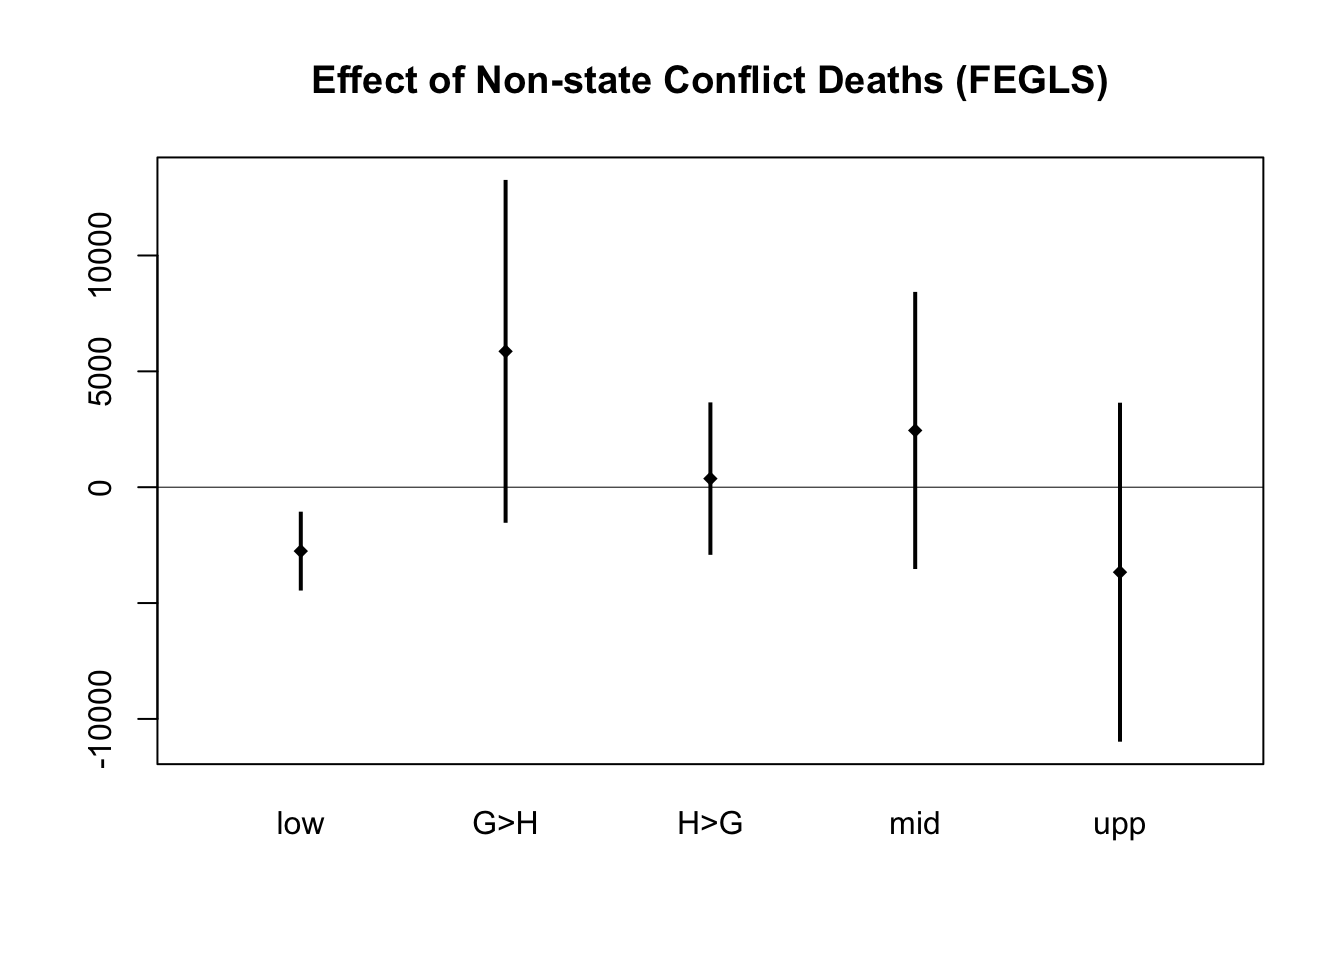 Effect of Non-state Conflict Deaths (FEGLS)
10000
5000
0
-10000
low G>H H>G mid upp